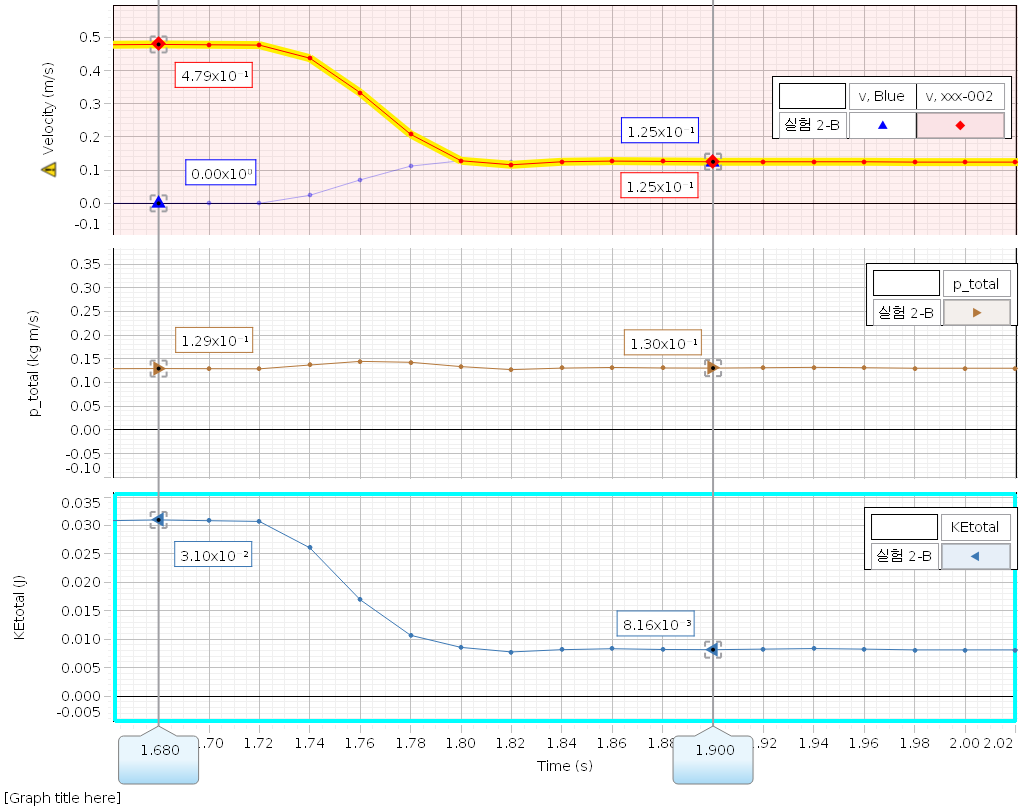 Velocity (m/s)
0.5
0.4
0.3
0.2
0.1
0.0
-0.1
4.79x10⁻¹
0.00x10⁰
1.25x10⁻¹
1.25x10⁻¹
v, Blue v, xxx-002
실험 2-B
p_total (kg m/s)
0.35
0.30
0.25
0.20
0.15
0.10
0.05
0.00
-0.05
-0.10
1.29x10⁻¹
1.30x10⁻¹
p_total
실험 2-B
KEtotal (J)
0.035
0.030
0.025
0.020
0.015
0.010
0.005
0.000
-0.005
3.10x10⁻²
8.16x10⁻³
KEtotal
실험 2-B
1.680 .70 1.72 1.74 1.76 1.78 1.80 1.82 1.84 1.86 1.88 1.900 .92 1.94 1.96 1.98 2.00 2.02
Time (s)
[Graph title here]